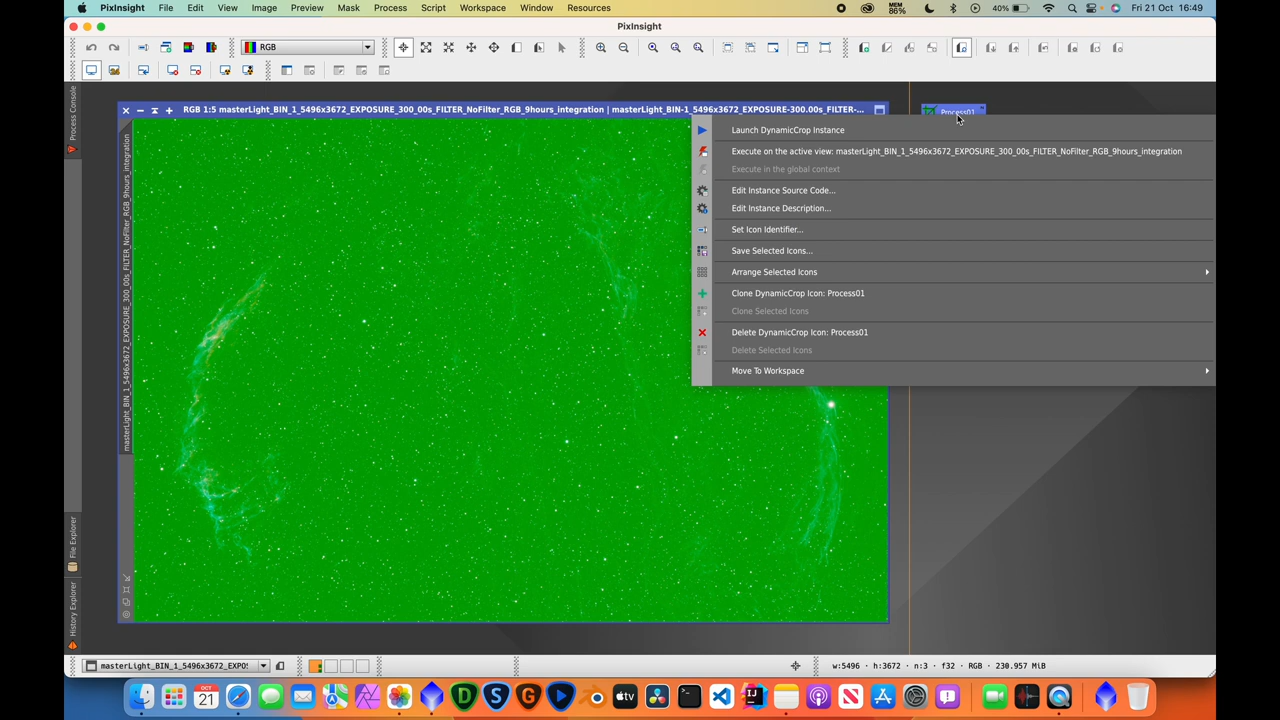 PixInsight File Edit View Image Preview Mask Process Script Workspace Window Resources MEM 86% 40% Fri 21 Oct 16:49
PixInsight
RGB
RGB 1:5 masterLight_BIN_1_5496x3672_EXPOSURE_300_00s_FILTER_NoFilter_RGB_9hours_integration | masterLight_BIN-1_5496x3672_EXPOSURE-300.00s_FILTER-...
Process01
Process Console
masterLight_BIN_1_5496x3672_EXPOSURE_300_00s_FILTER_NoFilter_RGB_9hours_integration
Launch DynamicCrop Instance
Execute on the active view: masterLight_BIN_1_5496x3672_EXPOSURE_300_00s_FILTER_NoFilter_RGB_9hours_integration
Execute in the global context
Edit Instance Source Code...
Edit Instance Description...
Set Icon Identifier...
Save Selected Icons...
Arrange Selected Icons
Clone DynamicCrop Icon: Process01
Clone Selected Icons
Delete DynamicCrop Icon: Process01
Delete Selected Icons
Move To Workspace
File Explorer
History Explorer
masterLight_BIN_1_5496x3672_EXPO
w:5496 · h:3672 · n:3 · f32 · RGB · 230.957 MiB
OCT
21